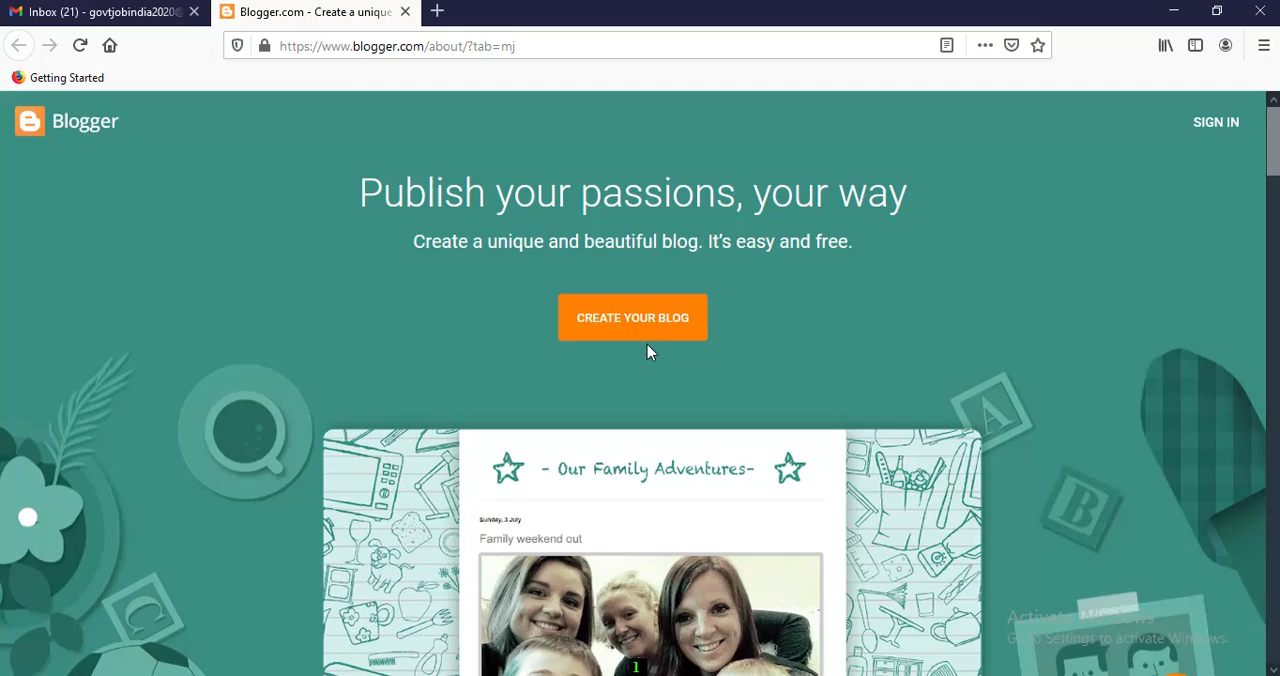 Inbox (21) - govtjobindia2020@
Blogger.com - Create a unique
https://www.blogger.com/about/?tab=mj
Getting Started
Blogger
SIGN IN
Publish your passions, your way
Create a unique and beautiful blog. It's easy and free.
CREATE YOUR BLOG
- Our Family Adventures-
Sunday, 3 July
Family weekend out
A
B
C
Activate Windows
Go to Settings to activate Windows.
1